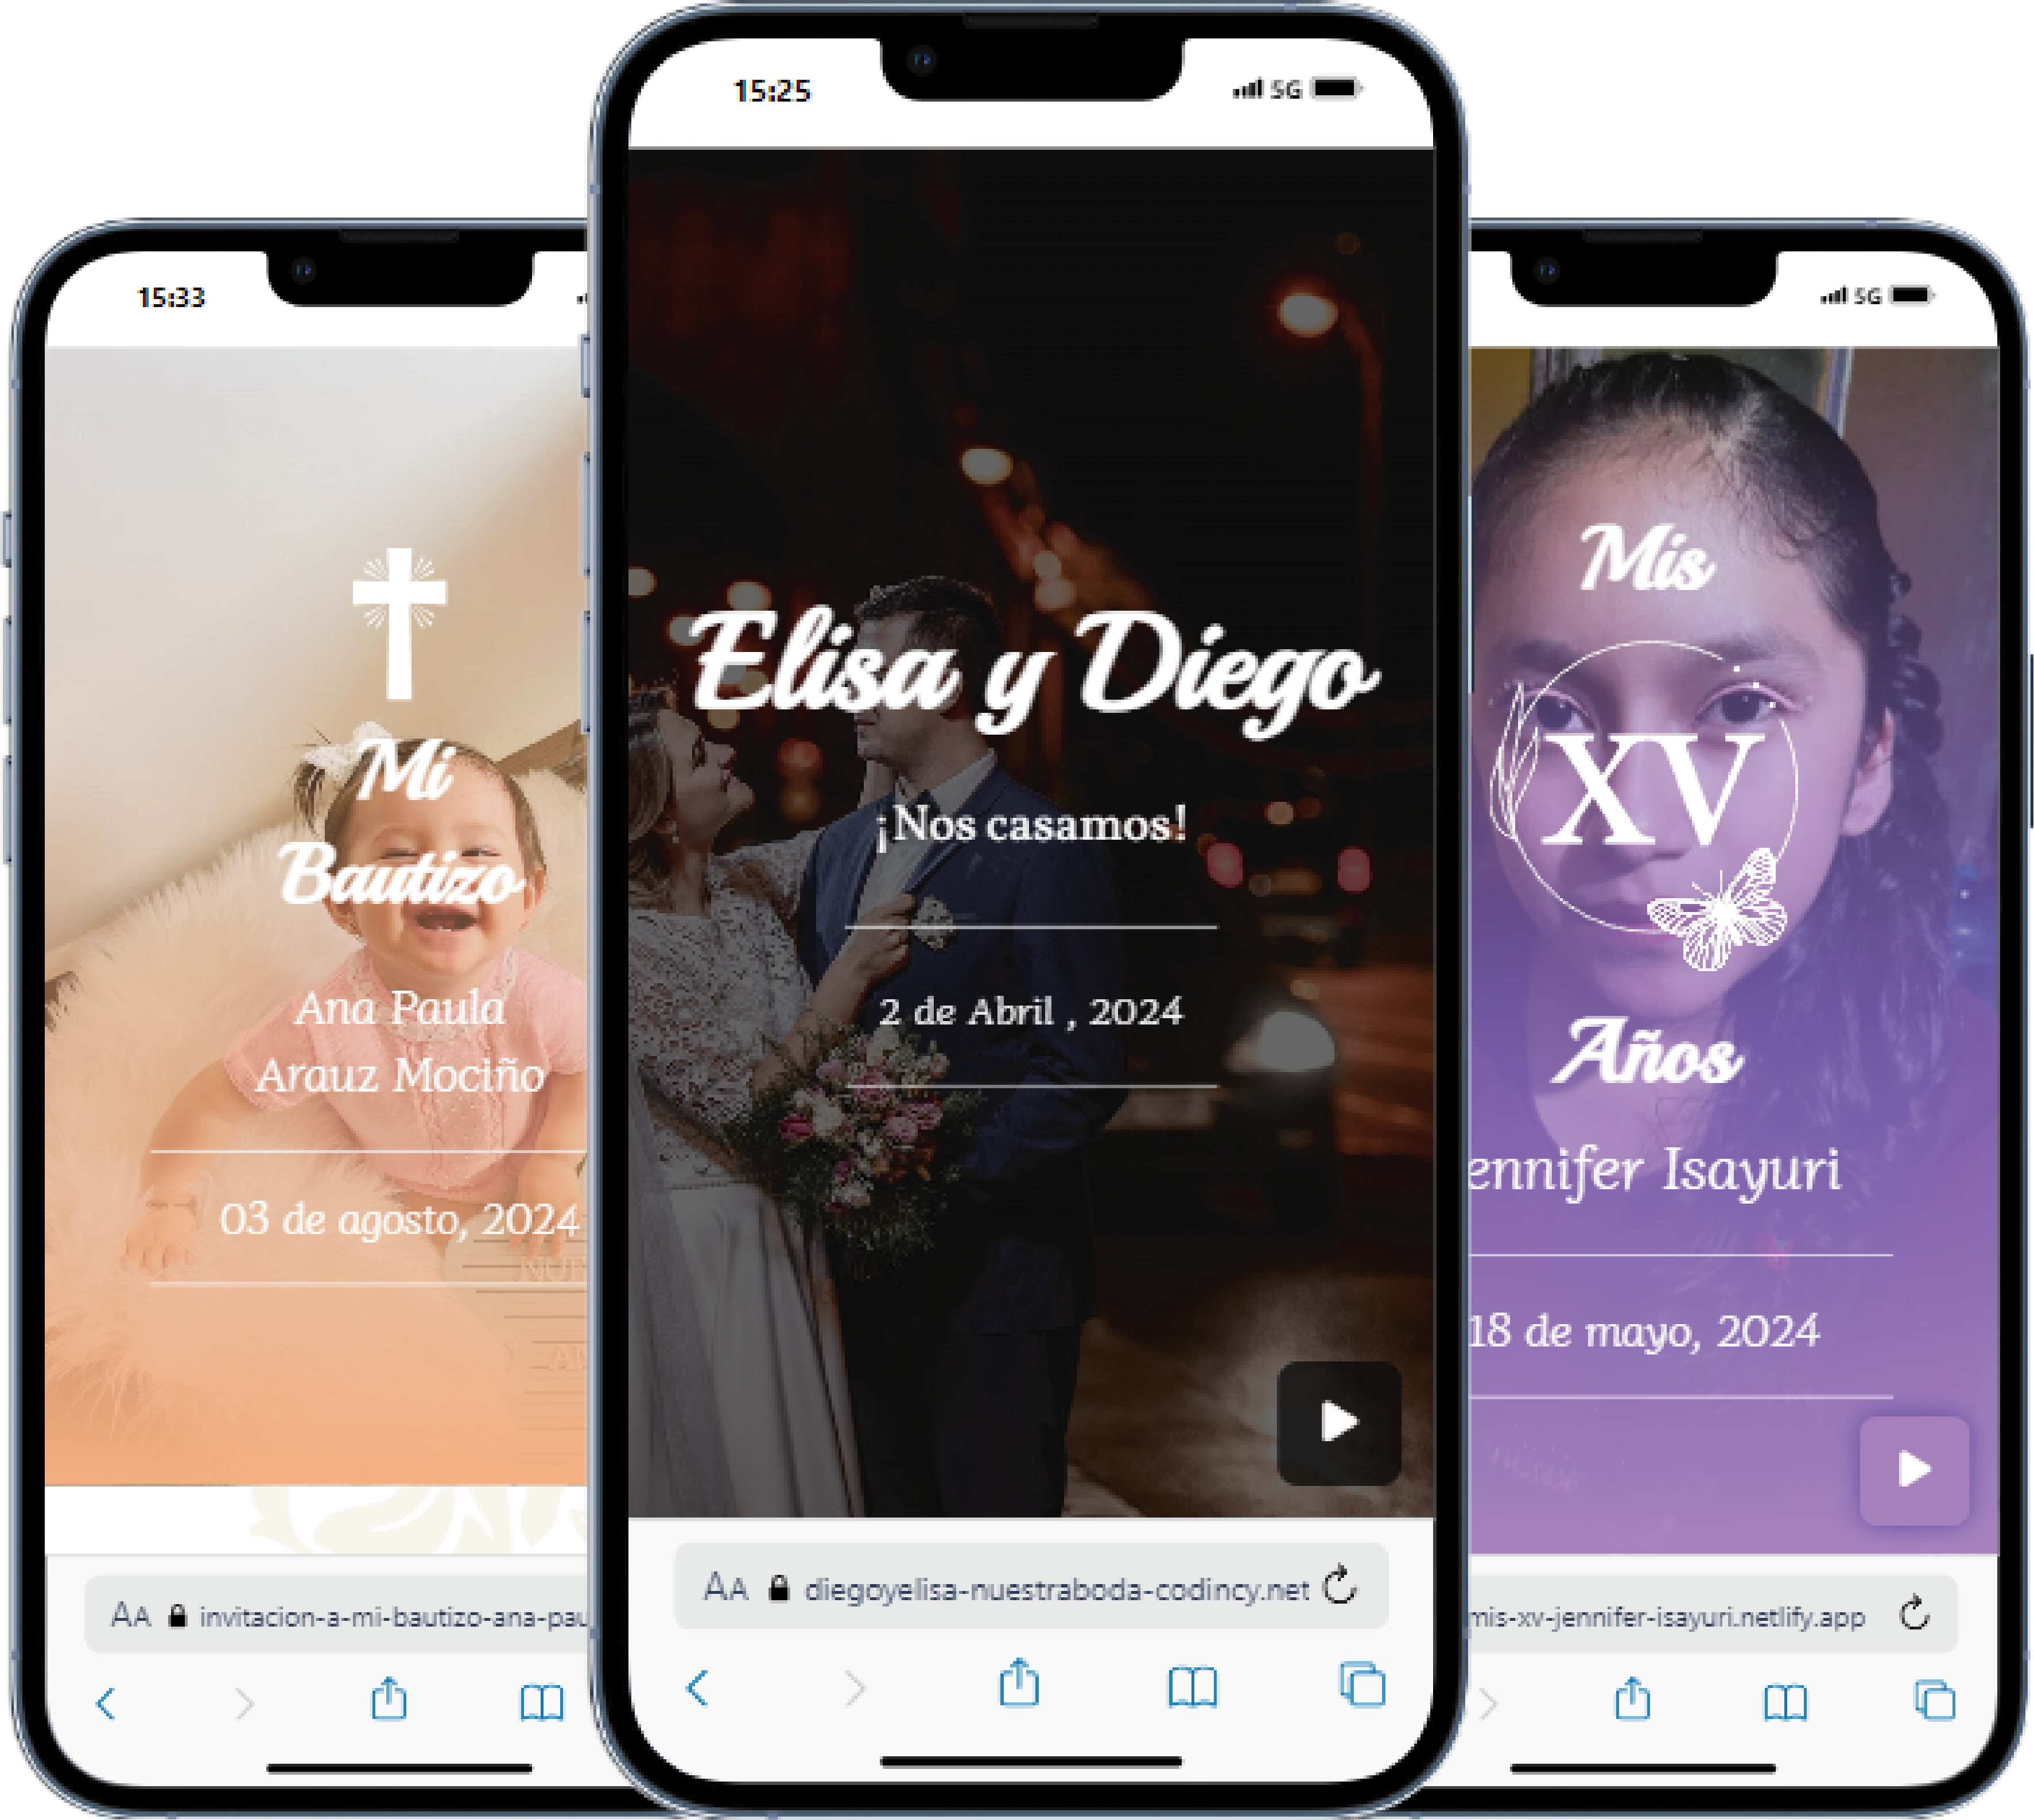 15:33
Mi
Bautizo
Ana Paula
Arauz Mociño
03 de agosto, 2024
AA invitacion-a-mi-bautizo-ana-pau
15:25
5G
Elisa y Diego
¡Nos casamos!
2 de Abril , 2024
AA diegoyelisa-nuestraboda-codincy.net
5G
Mis
XV
Años
ennifer Isayuri
18 de mayo, 2024
mis-xv-jennifer-isayuri.netlify.app